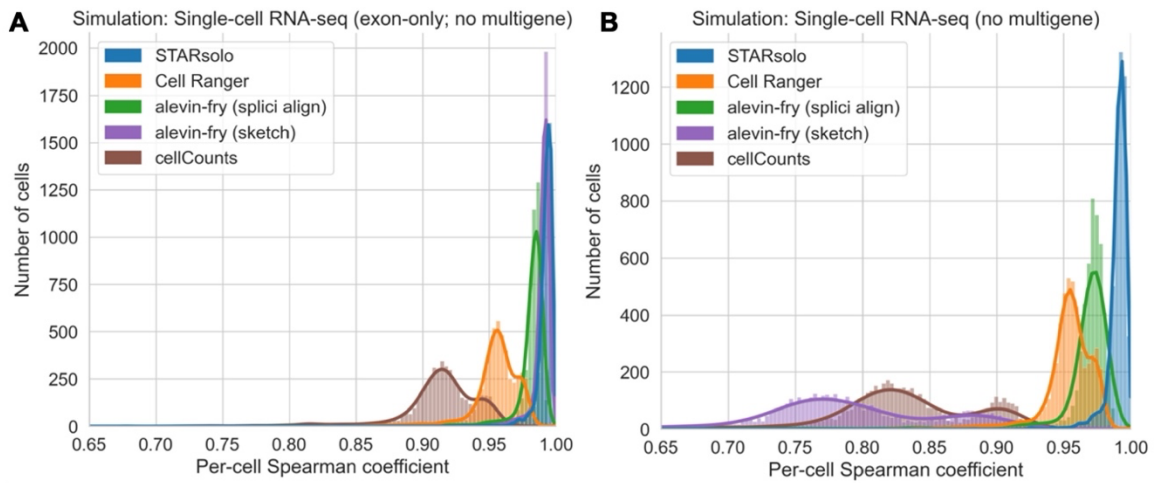 A
Simulation: Single-cell RNA-seq (exon-only; no multigene)
2000
1750
1500
1250
1000
750
500
250
0
Number of cells
STARsolo
Cell Ranger
alevin-fry (splici align)
alevin-fry (sketch)
cellCounts
0.65 0.70 0.75 0.80 0.85 0.90 0.95 1.00
Per-cell Spearman coefficient
B
Simulation: Single-cell RNA-seq (no multigene)
1200
1000
800
600
400
200
0
Number of cells
STARsolo
Cell Ranger
alevin-fry (splici align)
alevin-fry (sketch)
cellCounts
0.65 0.70 0.75 0.80 0.85 0.90 0.95 1.00
Per-cell Spearman coefficient